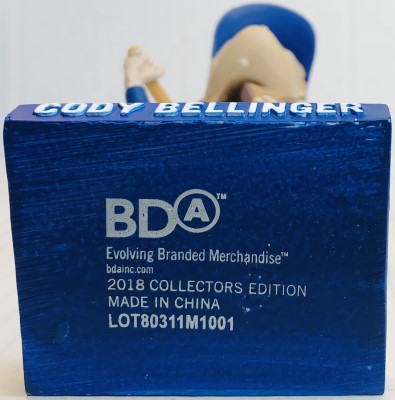 CODY BELLINGER
BDA™
Evolving Branded Merchandise™
bdainc.com
2018 COLLECTORS EDITION
MADE IN CHINA
LOT80311M1001